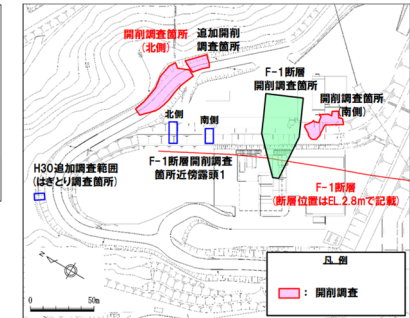 開削調査箇所
(北側)
追加開削
調査箇所
F-1断層
開削調査箇所
開削調査箇所
南側)
北側
南側
H30追加調査範囲
(はぎとり調査箇所)
F-1断層開削調査
箇所近傍露頭1
F-1断層
(断層位置はEL.2.8mで記載)
N
0
50m
凡 例
： 開削調査